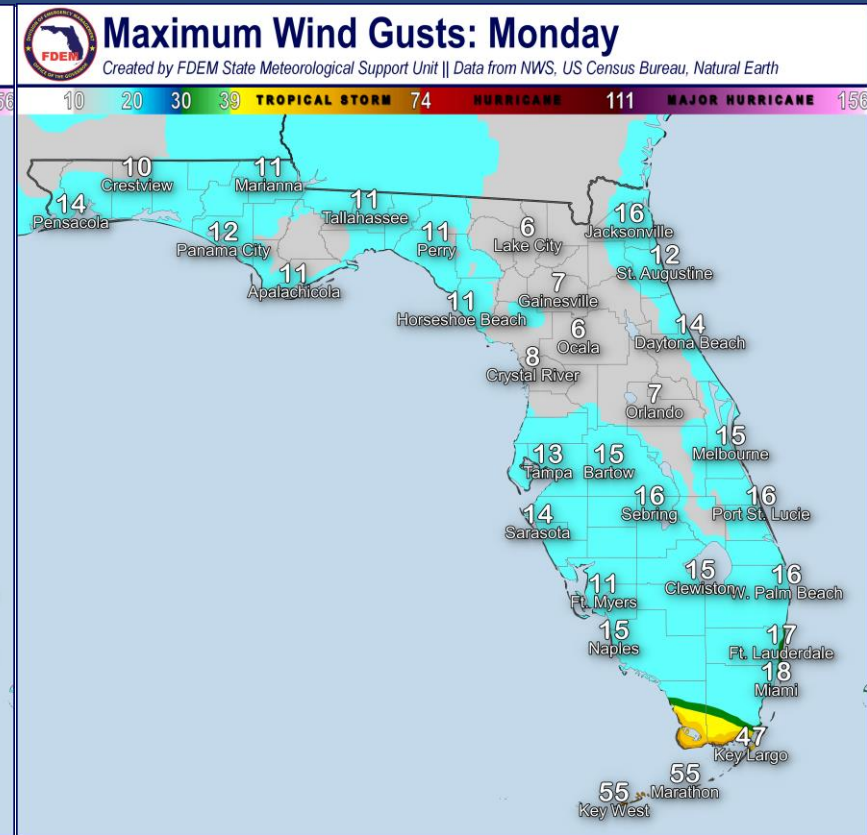 Maximum Wind Gusts: Monday
Created by FDEM State Meteorological Support Unit || Data from NWS, US Census Bureau, Natural Earth
FDEM
56 10 20 30 39 TROPICAL STORM 74 HURRICANE 111 MAJOR HURRICANE 156
10
Crestview
11
Marianna
14
Pensacola
11
Tallahassee
12
Panama City
11
Perry
6
Lake City
16
Jacksonville
12
St. Augustine
11
Apalachicola
7
Gainesville
11
Horseshoe Beach
6
Ocala
14
Daytona Beach
8
Crystal River
7
Orlando
13
Tampa
15
Bartow
15
Melbourne
14
Sarasota
16
Sebring
16
Port St. Lucie
11
Ft. Myers
15
Clewiston
16
W. Palm Beach
15
Naples
17
Ft. Lauderdale
18
Miami
47
Key Largo
55
Marathon
55
Key West